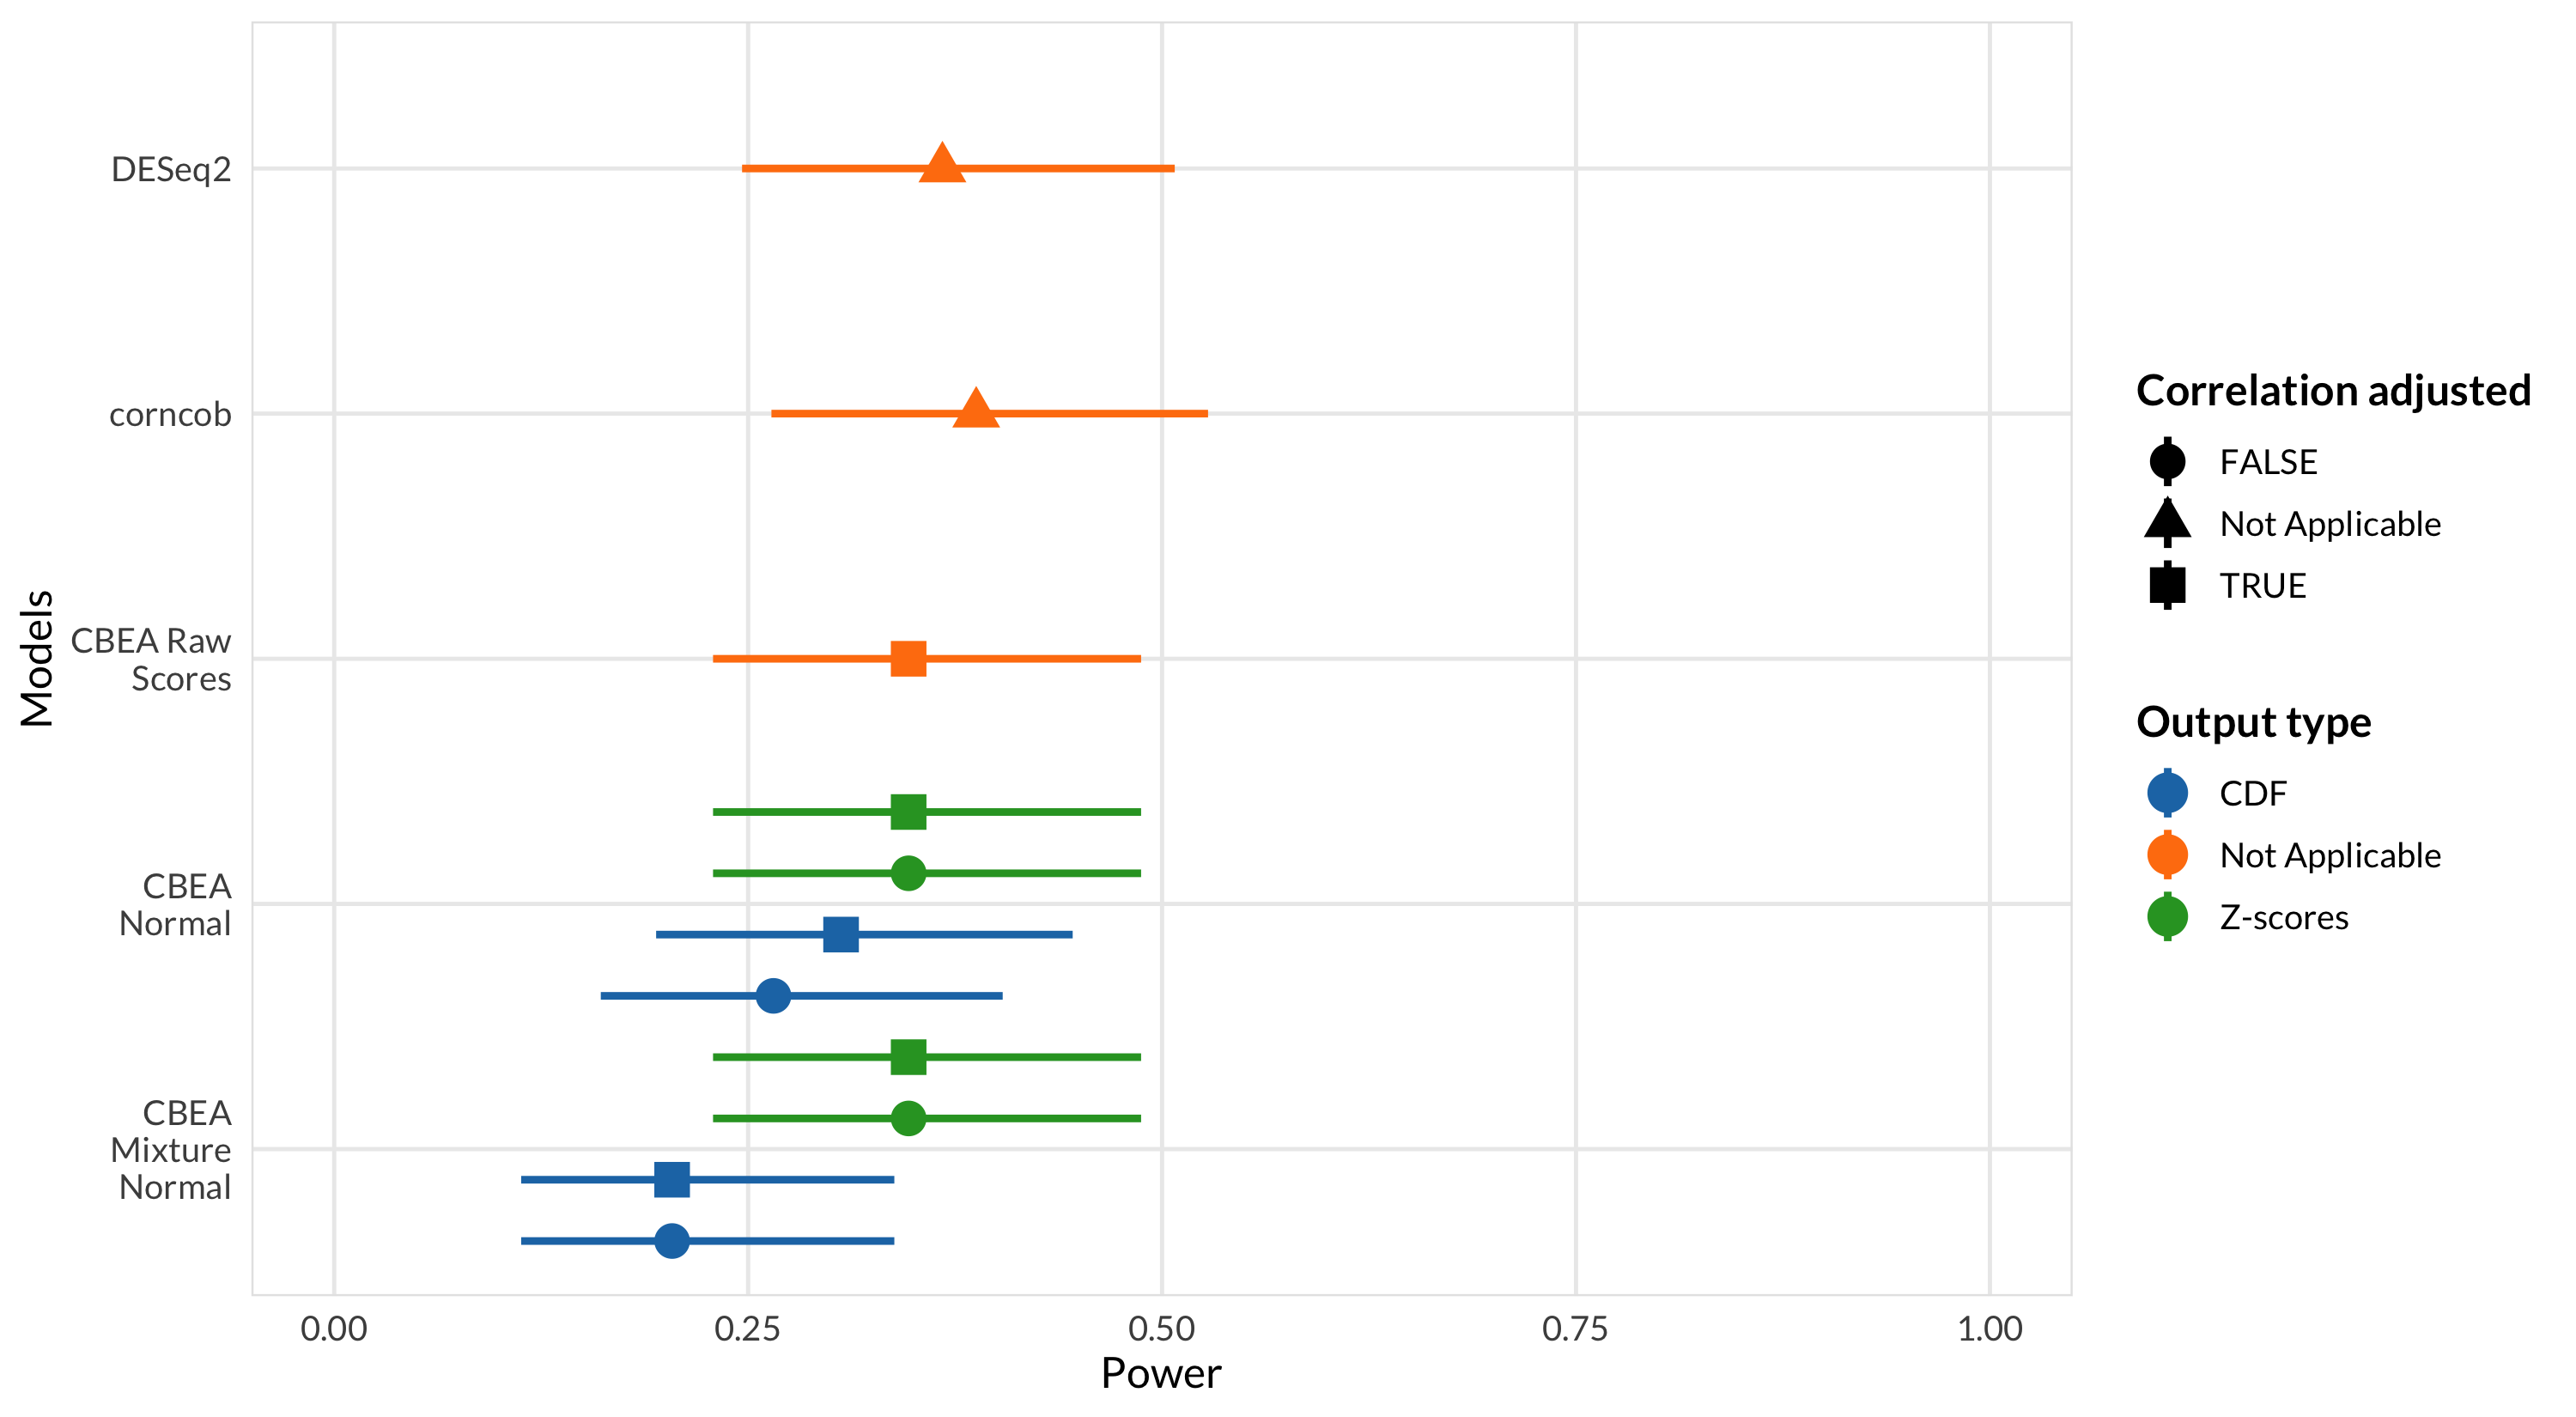 DESeq2
corncob
CBEA Raw
Scores
CBEA
Normal
CBEA
Mixture
Normal
Models
0.00
0.25
0.50
0.75
1.00
Power
Correlation adjusted
FALSE
Not Applicable
TRUE
Output type
CDF
Not Applicable
Z-scores